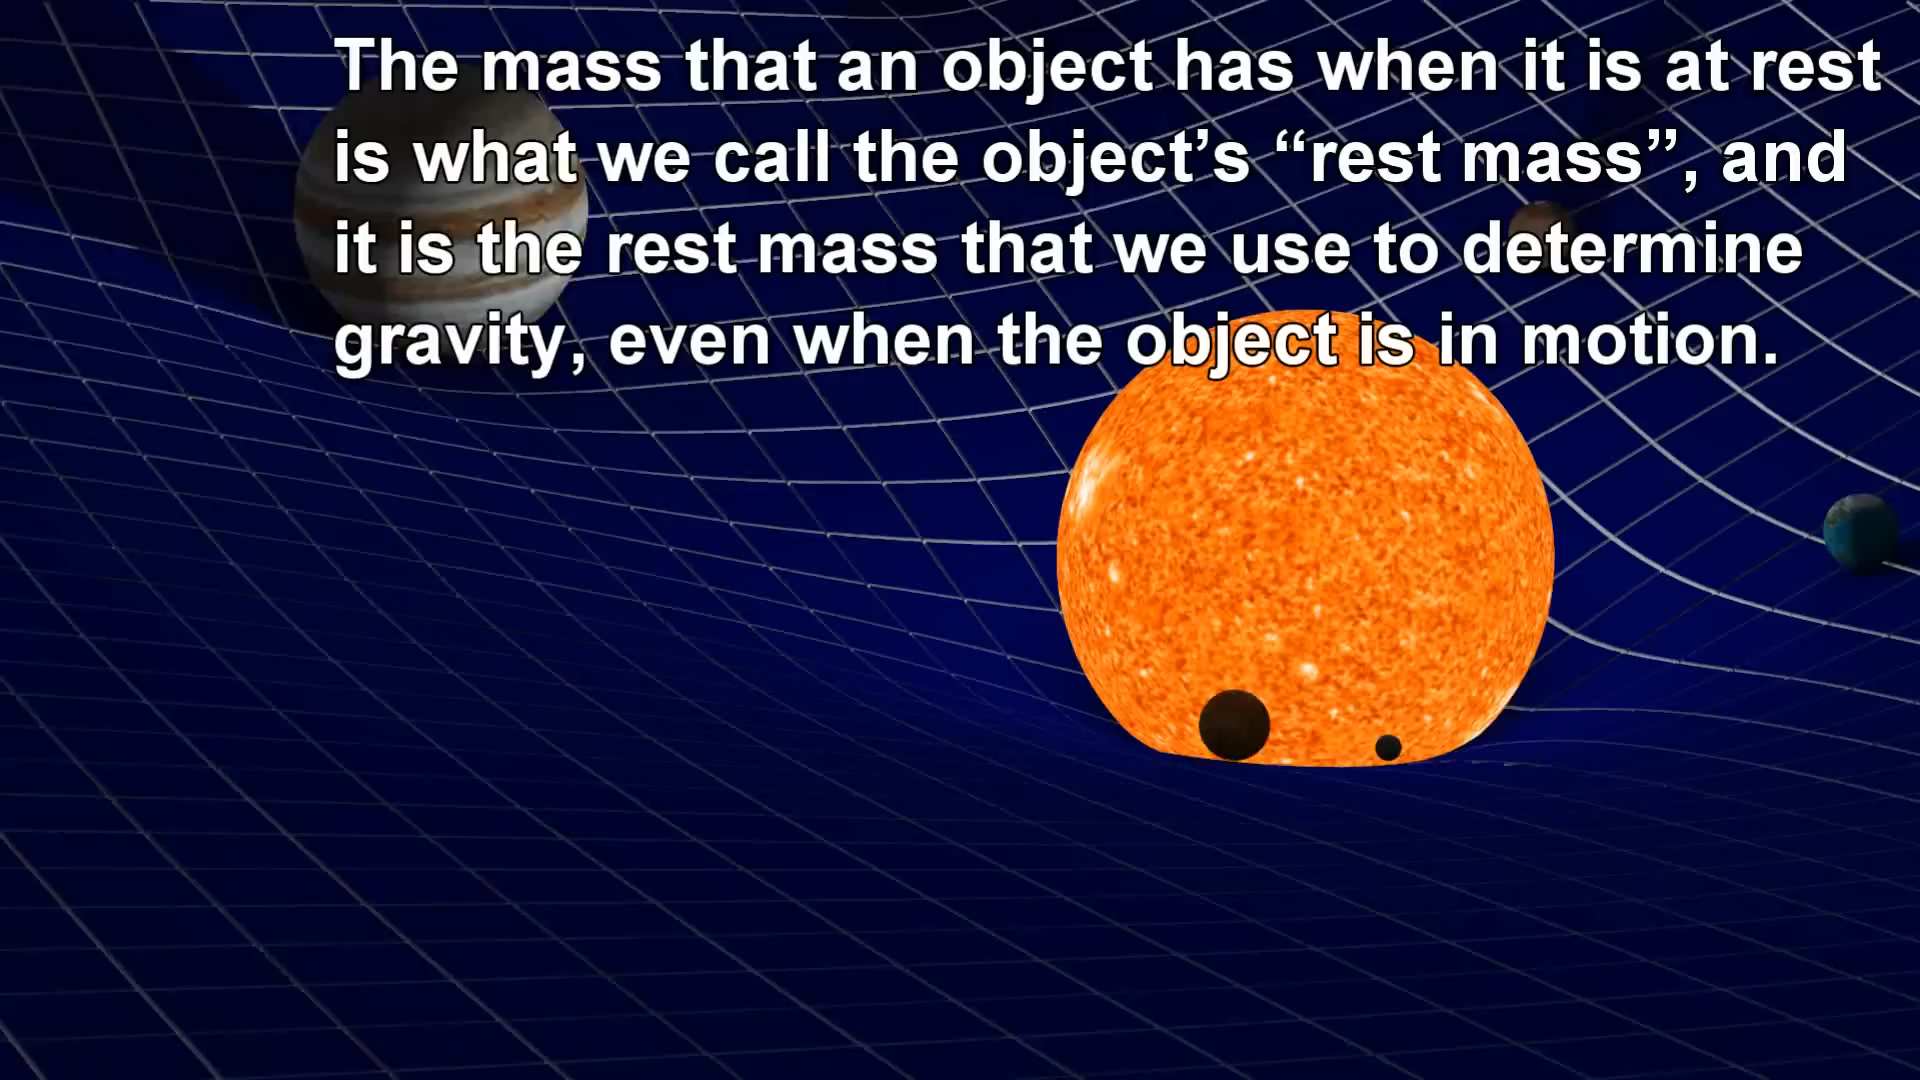 The mass that an object has when it is at rest
is what we call the object’s “rest mass”, and
it is the rest mass that we use to determine
gravity, even when the object is in motion.